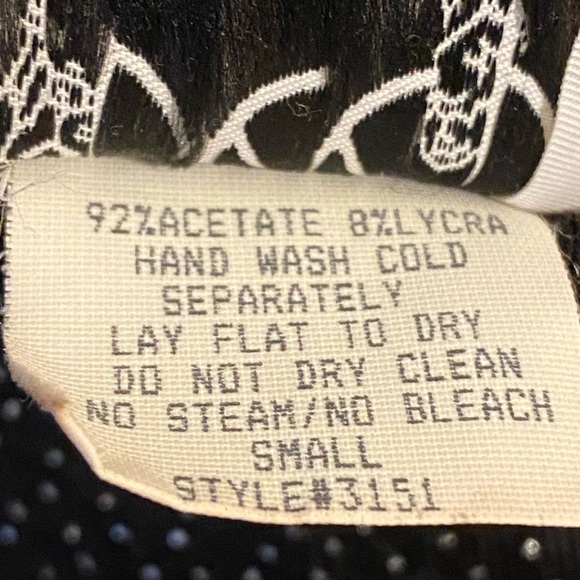 92%ACETATE 8%LYCRA
HAND WASH COLD
SEPARATELY
LAY FLAT TO DRY
DO NOT DRY CLEAN
NO STEAM/NO BLEACH
SMALL
STYLE#3151